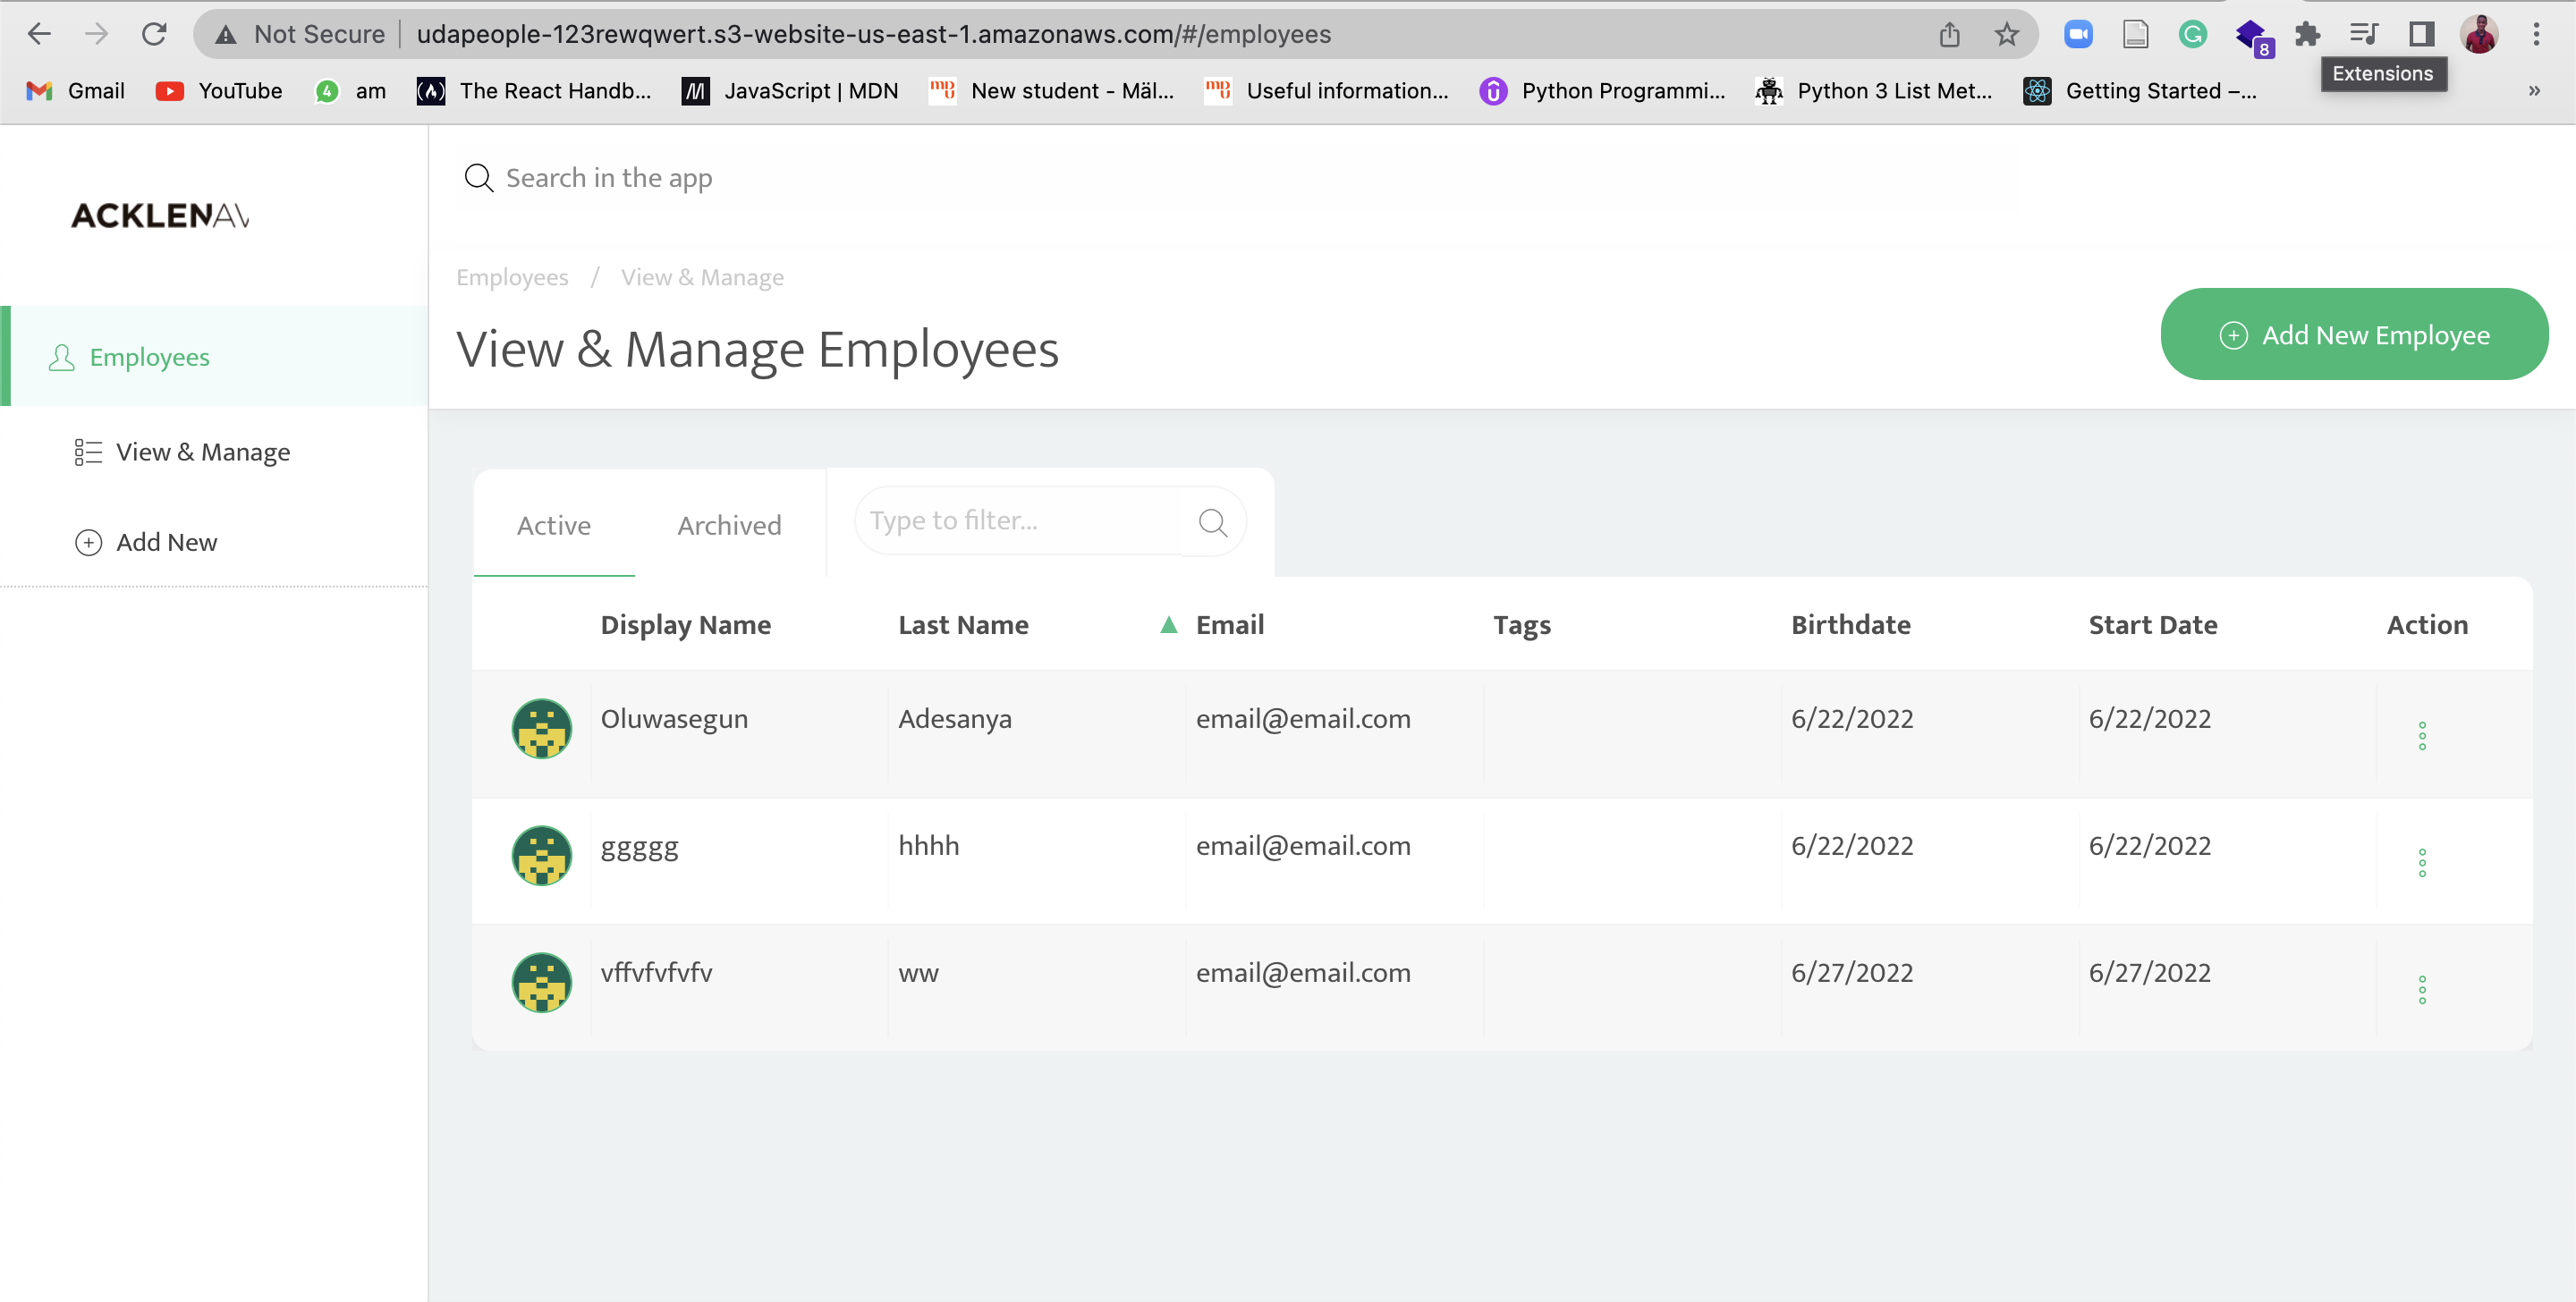 Not Secure udapeople-123rewqwert.s3-website-us-east-1.amazonaws.com/#/employees
8
Extensions
Gmail YouTube 4 am The React Handb... JavaScript | MDN New student - Mäl... Useful information... Python Programmi... Python 3 List Met... Getting Started –... »
Search in the app
ACKLENAV
Employees / View & Manage
View & Manage Employees
Add New Employee
Employees
View & Manage
Add New
Active Archived Type to filter...
Display Name Last Name ▲ Email Tags Birthdate Start Date Action
Oluwasegun Adesanya email@email.com 6/22/2022 6/22/2022
ggggg hhhh email@email.com 6/22/2022 6/22/2022
vffvfvfvfv ww email@email.com 6/27/2022 6/27/2022